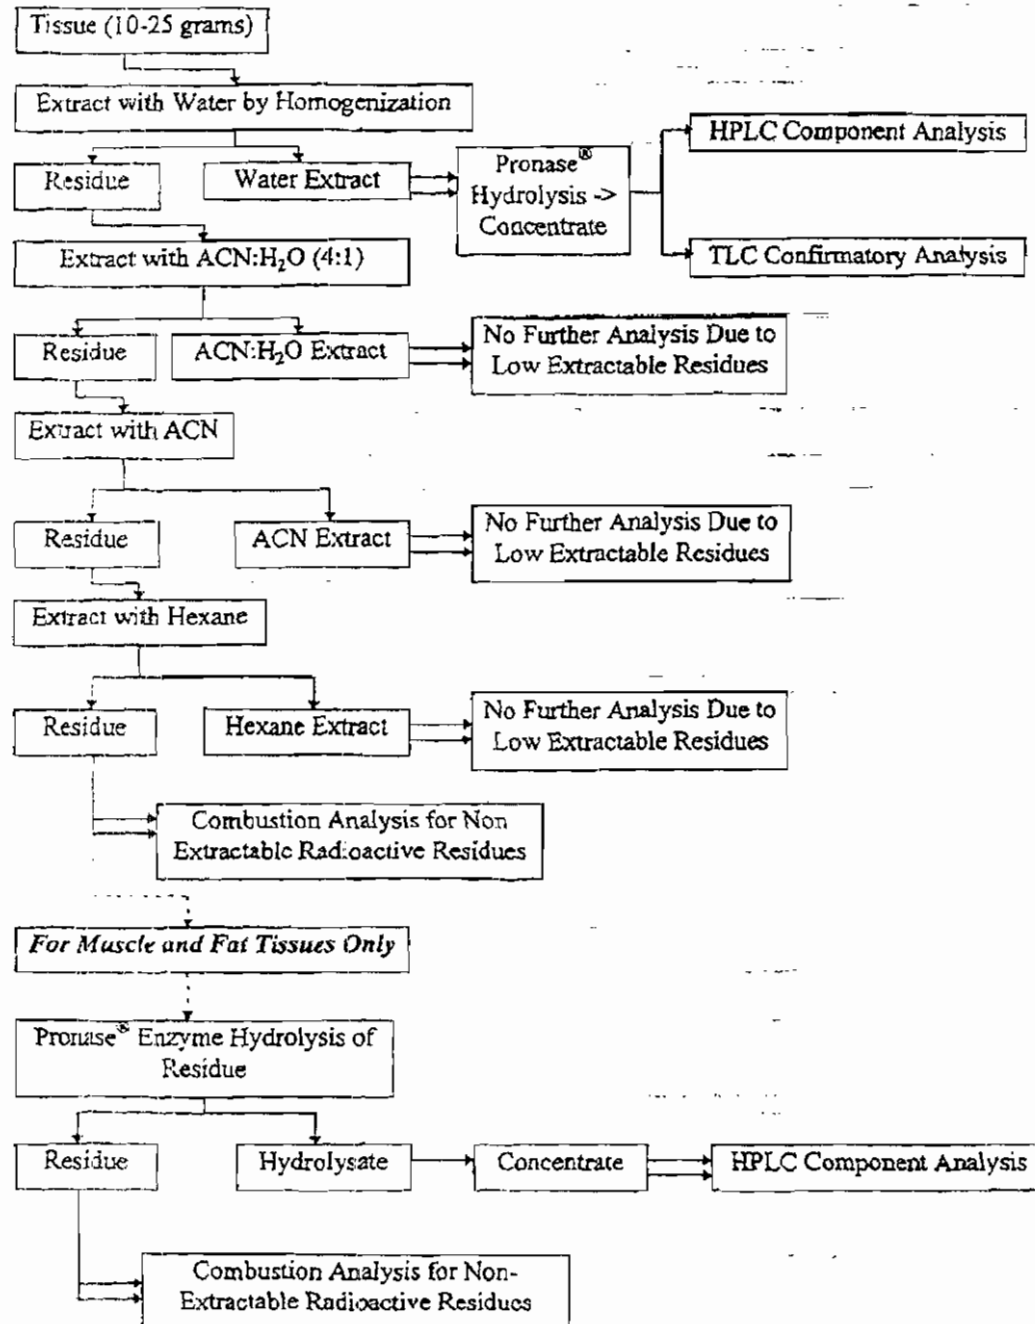 Tissue (10-25 grams)
Extract with Water by Homogenization
HPLC Component Analysis
Residue
Water Extract
Pronase®
Hydrolysis ->
Concentrate
Extract with ACN:H₂O (4:1)
TLC Confirmatory Analysis
Residue
ACN:H₂O Extract
No Further Analysis Due to
Low Extractable Residues
Extract with ACN
Residue
ACN Extract
No Further Analysis Due to
Low Extractable Residues
Extract with Hexane
Residue
Hexane Extract
No Further Analysis Due to
Low Extractable Residues
Combustion Analysis for Non
Extractable Radioactive Residues
For Muscle and Fat Tissues Only
Pronase® Enzyme Hydrolysis of
Residue
Residue
Hydrolysate
Concentrate
HPLC Component Analysis
Combustion Analysis for Non-
Extractable Radioactive Residues